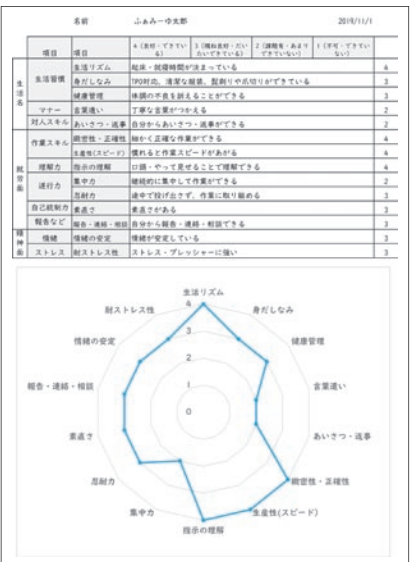 名前 ふぁみーゆ太郎 2019/11/1
項目 項目 4（良好・できている） 3（概ね良好・だいたいできている） 2（課題有・あまりできていない） 1（不可・できていない）
生活面 生活習慣 生活リズム 起床・就寝時間が決まっている 4
身だしなみ TPO対応、清潔な服装、髭剃りや爪切りができている 3
健康管理 体調の不良を訴えることができる 3
マナー 言葉遣い 丁寧な言葉がつかえる 2
対人スキル あいさつ・返事 自分からあいさつ・返事ができる 2
就労面 作業スキル 緻密性・正確性 細かく正確な作業ができる 4
生産性(スピード) 慣れると作業スピードがあがる 4
理解力 指示の理解 口頭・やって見せることで理解できる 4
遂行力 集中力 継続的に集中して作業ができる 2
忍耐力 途中で投げ出さず、作業に取り組める 3
自己統制力 素直さ 素直さがある 3
報告など 報告・連絡・相談 自分から報告・連絡・相談できる 3
精神面 情緒 情緒の安定 情緒が安定している 3
ストレス 耐ストレス性 ストレス・プレッシャーに強い 3
生活リズム
耐ストレス性 4 身だしなみ
情緒の安定 3 健康管理
2
報告・連絡・相談 1 言葉遣い
0
素直さ あいさつ・返事
忍耐力 緻密性・正確性
集中力 生産性(スピード)
指示の理解